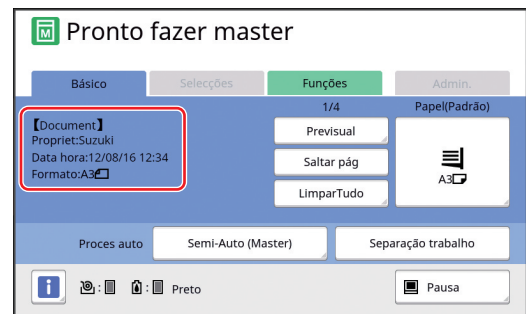 M Pronto fazer master
Básico Selecções Funções Admin.
1/4 Papel(Padrão)
【Document】
Propriet:Suzuki
Data hora:12/08/16 12:34
Formato:A3
Previsual
Saltar pág
LimparTudo
A3
Proces auto Semi-Auto (Master) Separação trabalho
i : : Preto Pausa